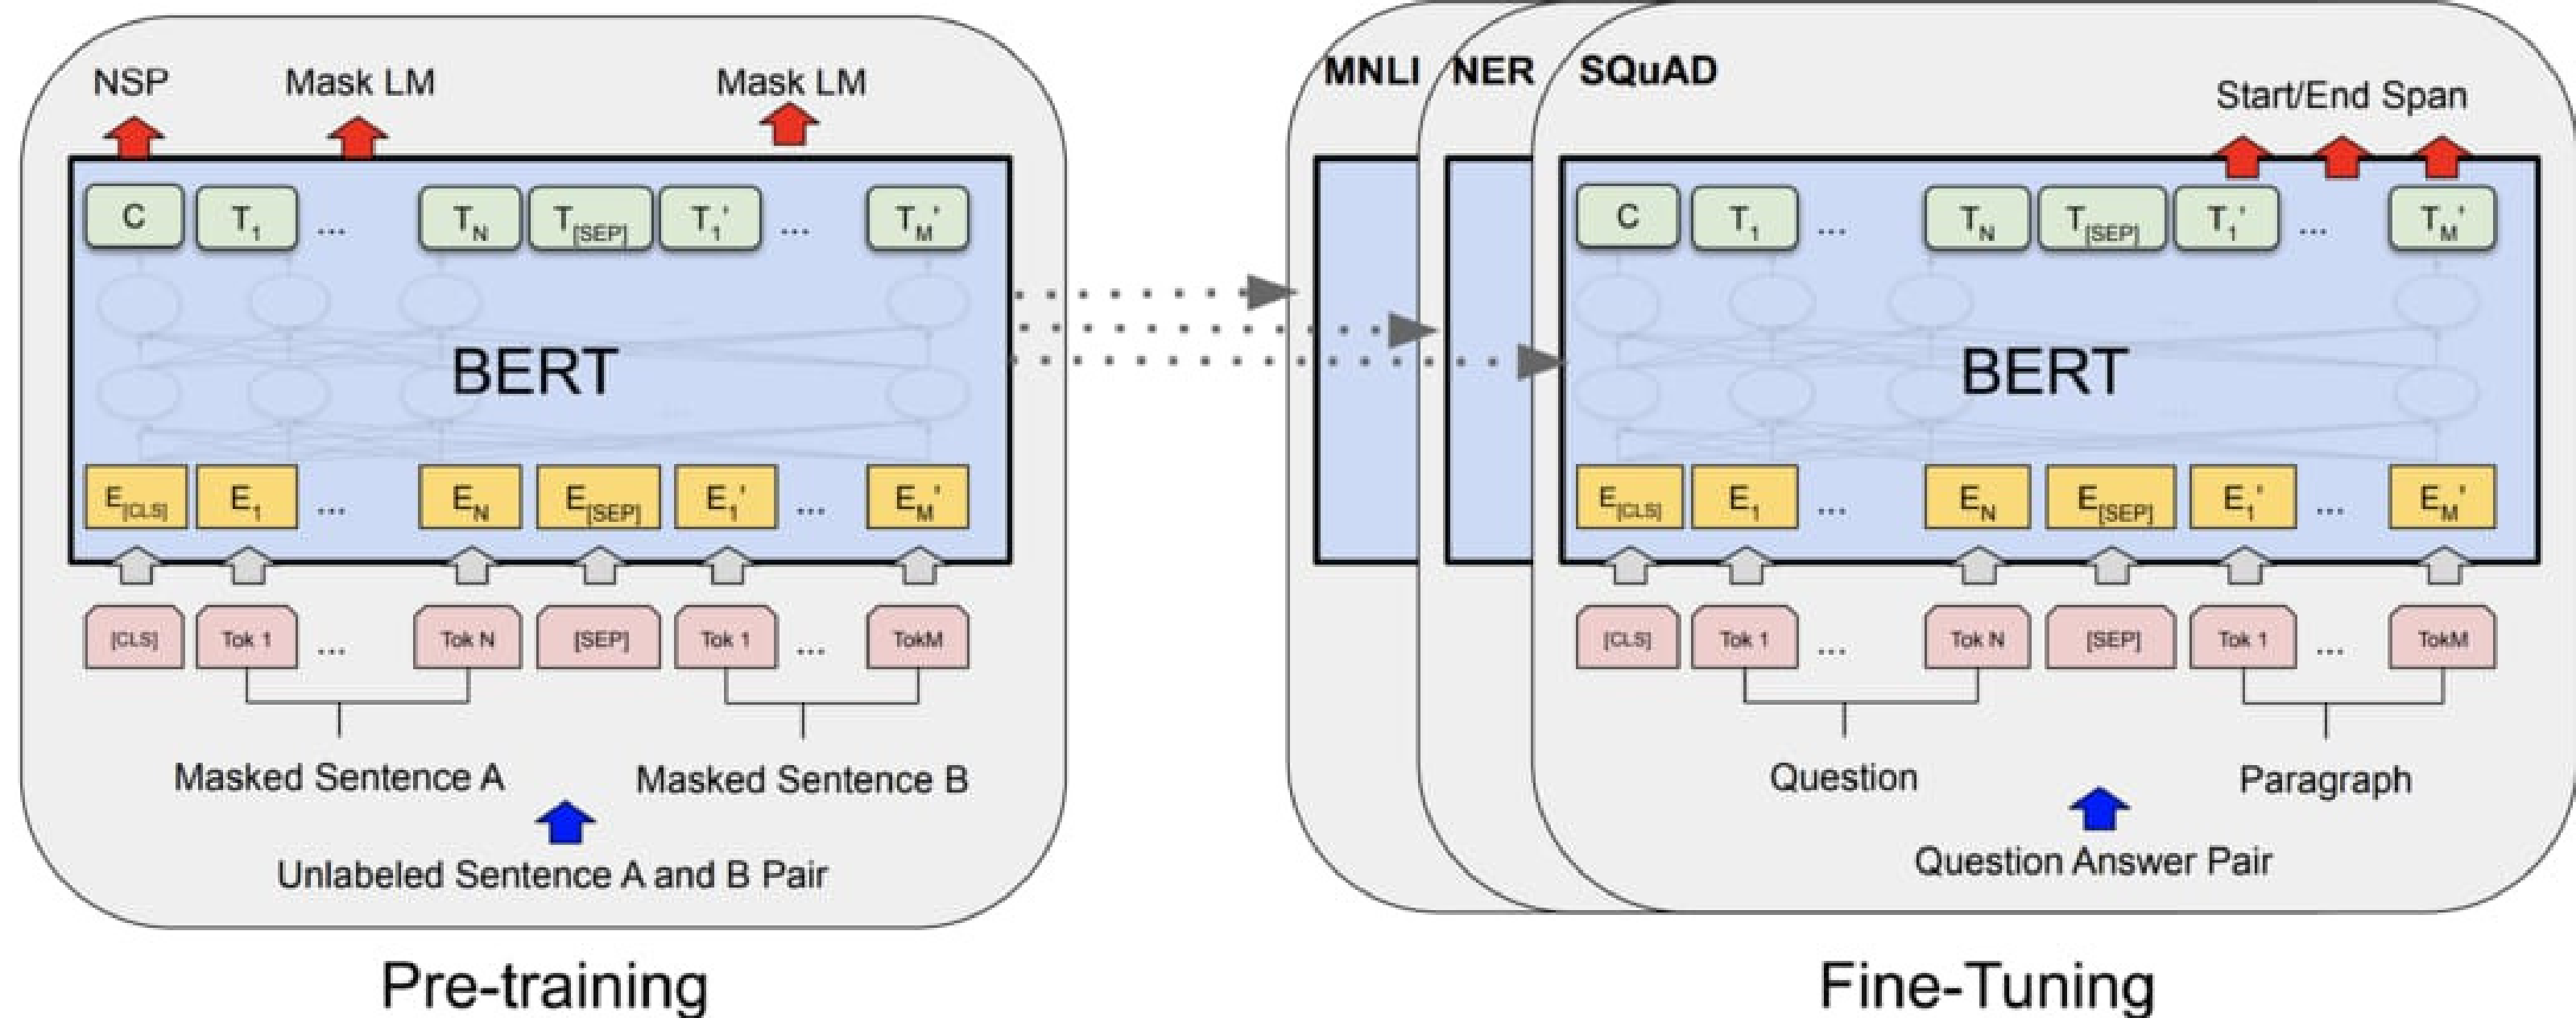 NSP Mask LM Mask LM
C T1 ... TN T[SEP] T1' ... TM'
BERT
E[CLS] E1 ... EN E[SEP] E1' ... EM'
[CLS] Tok 1 ... Tok N [SEP] Tok 1 ... TokM
Masked Sentence A Masked Sentence B
Unlabeled Sentence A and B Pair
Pre-training
MNLI NER SQuAD
Start/End Span
C T1 ... TN T[SEP] T1' ... TM'
BERT
E[CLS] E1 ... EN E[SEP] E1' ... EM'
[CLS] Tok 1 ... Tok N [SEP] Tok 1 ... TokM
Question Paragraph
Question Answer Pair
Fine-Tuning